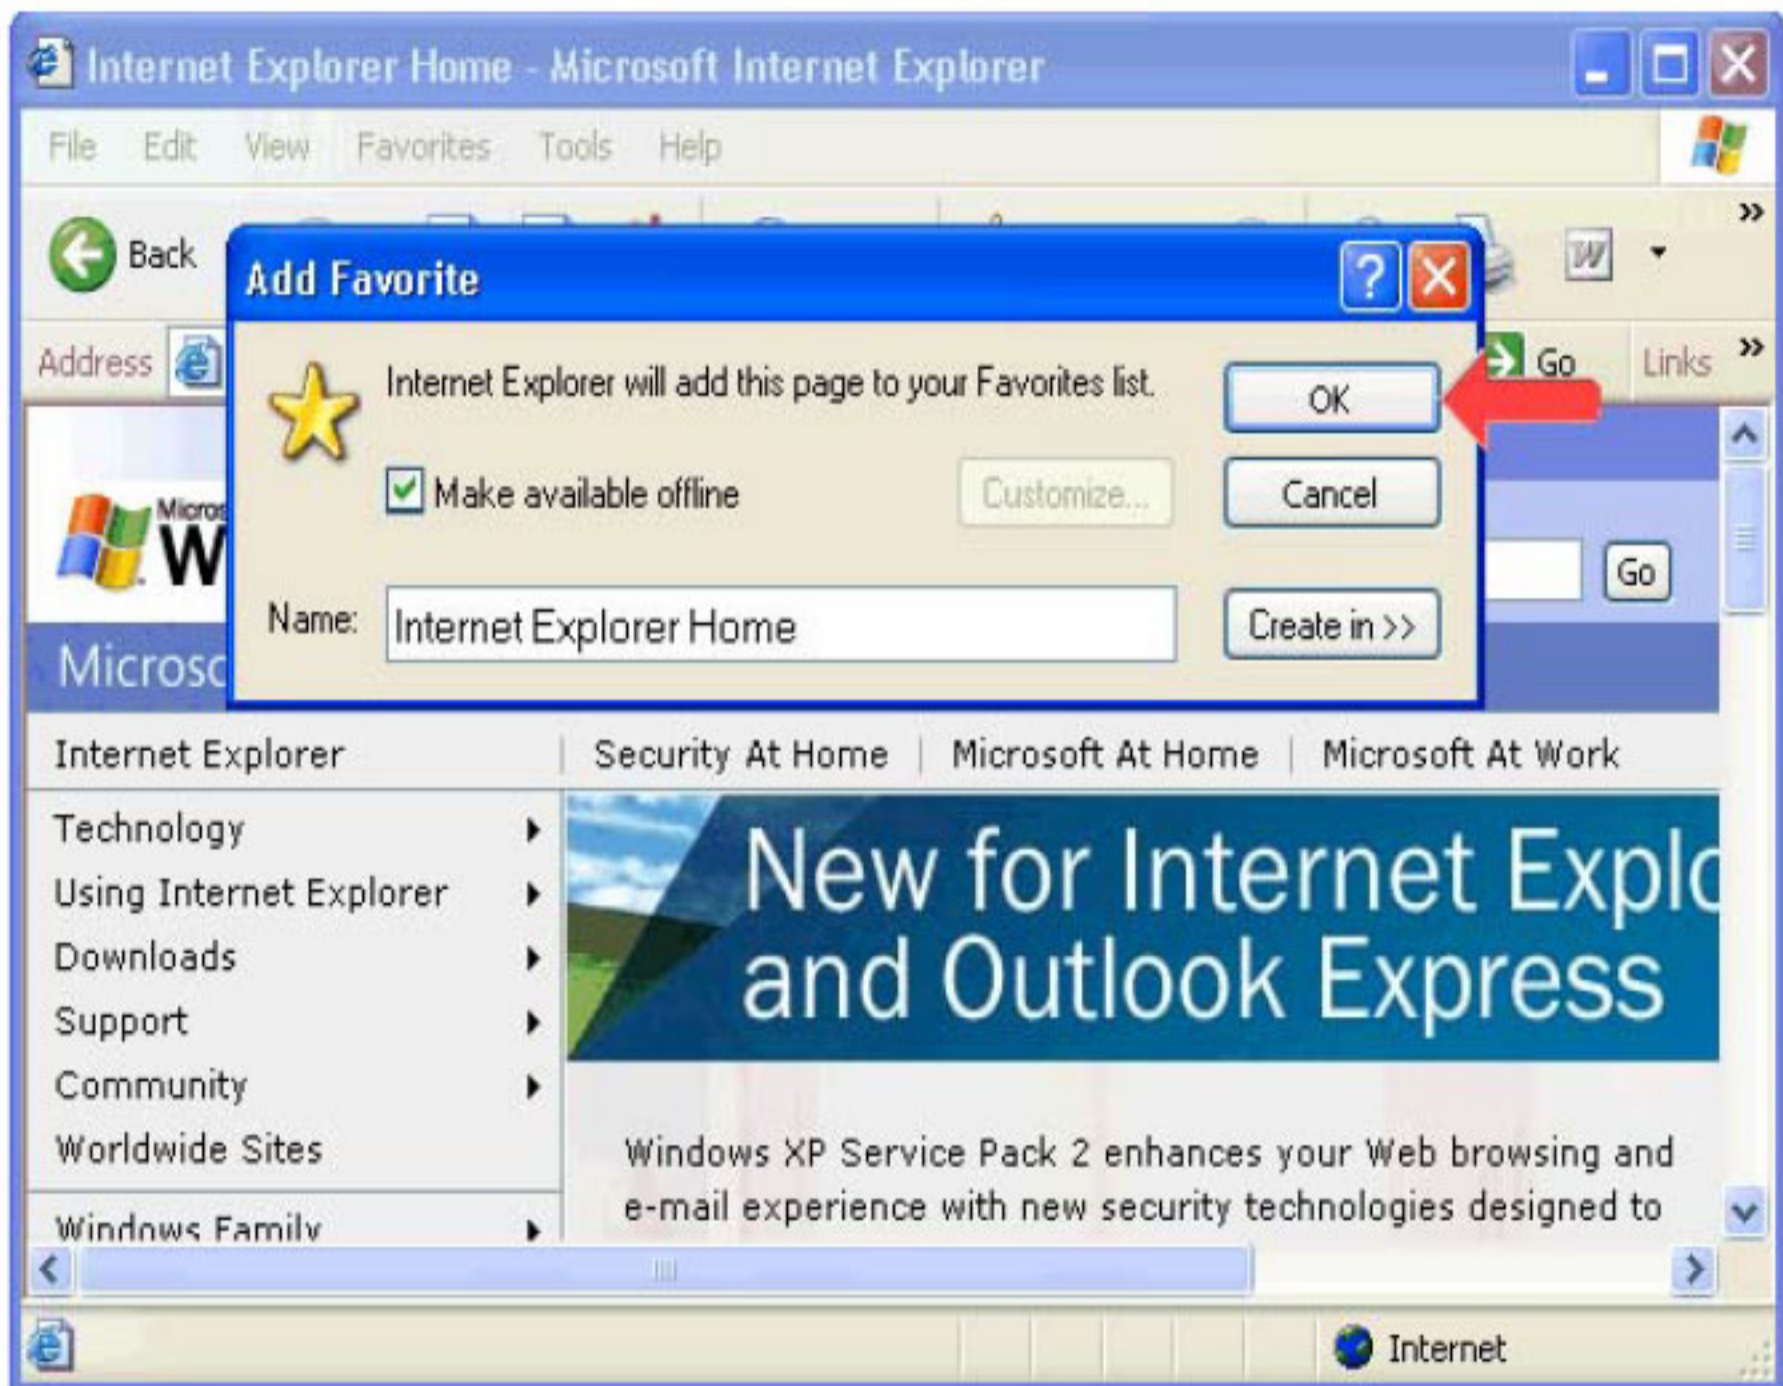 Internet Explorer Home - Microsoft Internet Explorer
File Edit View Favorites Tools Help
Back
W
Add Favorite
Address
Go Links
Internet Explorer will add this page to your Favorites list.
OK
Make available offline
Customize...
Cancel
Go
Name:
Internet Explorer Home
Create in >>
Internet Explorer
Security At Home | Microsoft At Home | Microsoft At Work
Technology
Using Internet Explorer
Downloads
Support
Community
Worldwide Sites
Windows Family
New for Internet Explo
and Outlook Express
Windows XP Service Pack 2 enhances your Web browsing and
e-mail experience with new security technologies designed to
Internet